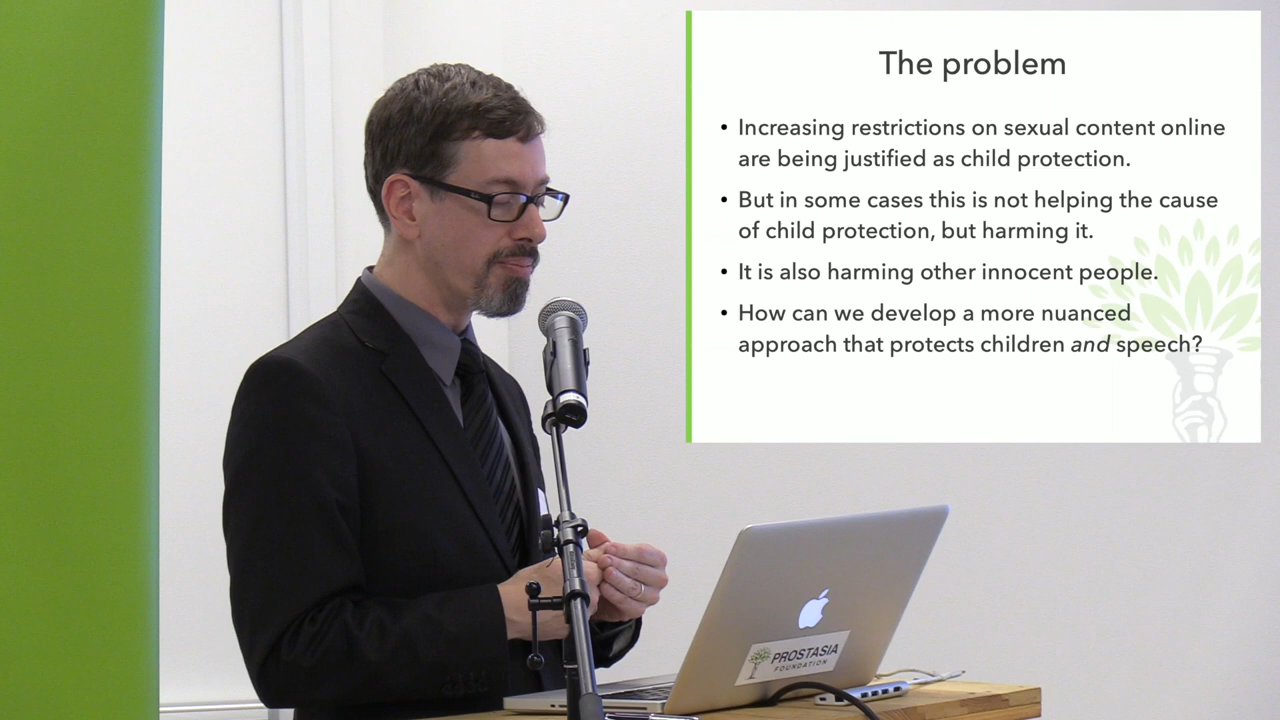 The problem
• Increasing restrictions on sexual content online
are being justified as child protection.
• But in some cases this is not helping the cause
of child protection, but harming it.
• It is also harming other innocent people.
• How can we develop a more nuanced
approach that protects children and speech?
PROSTASIA
FOUNDATION